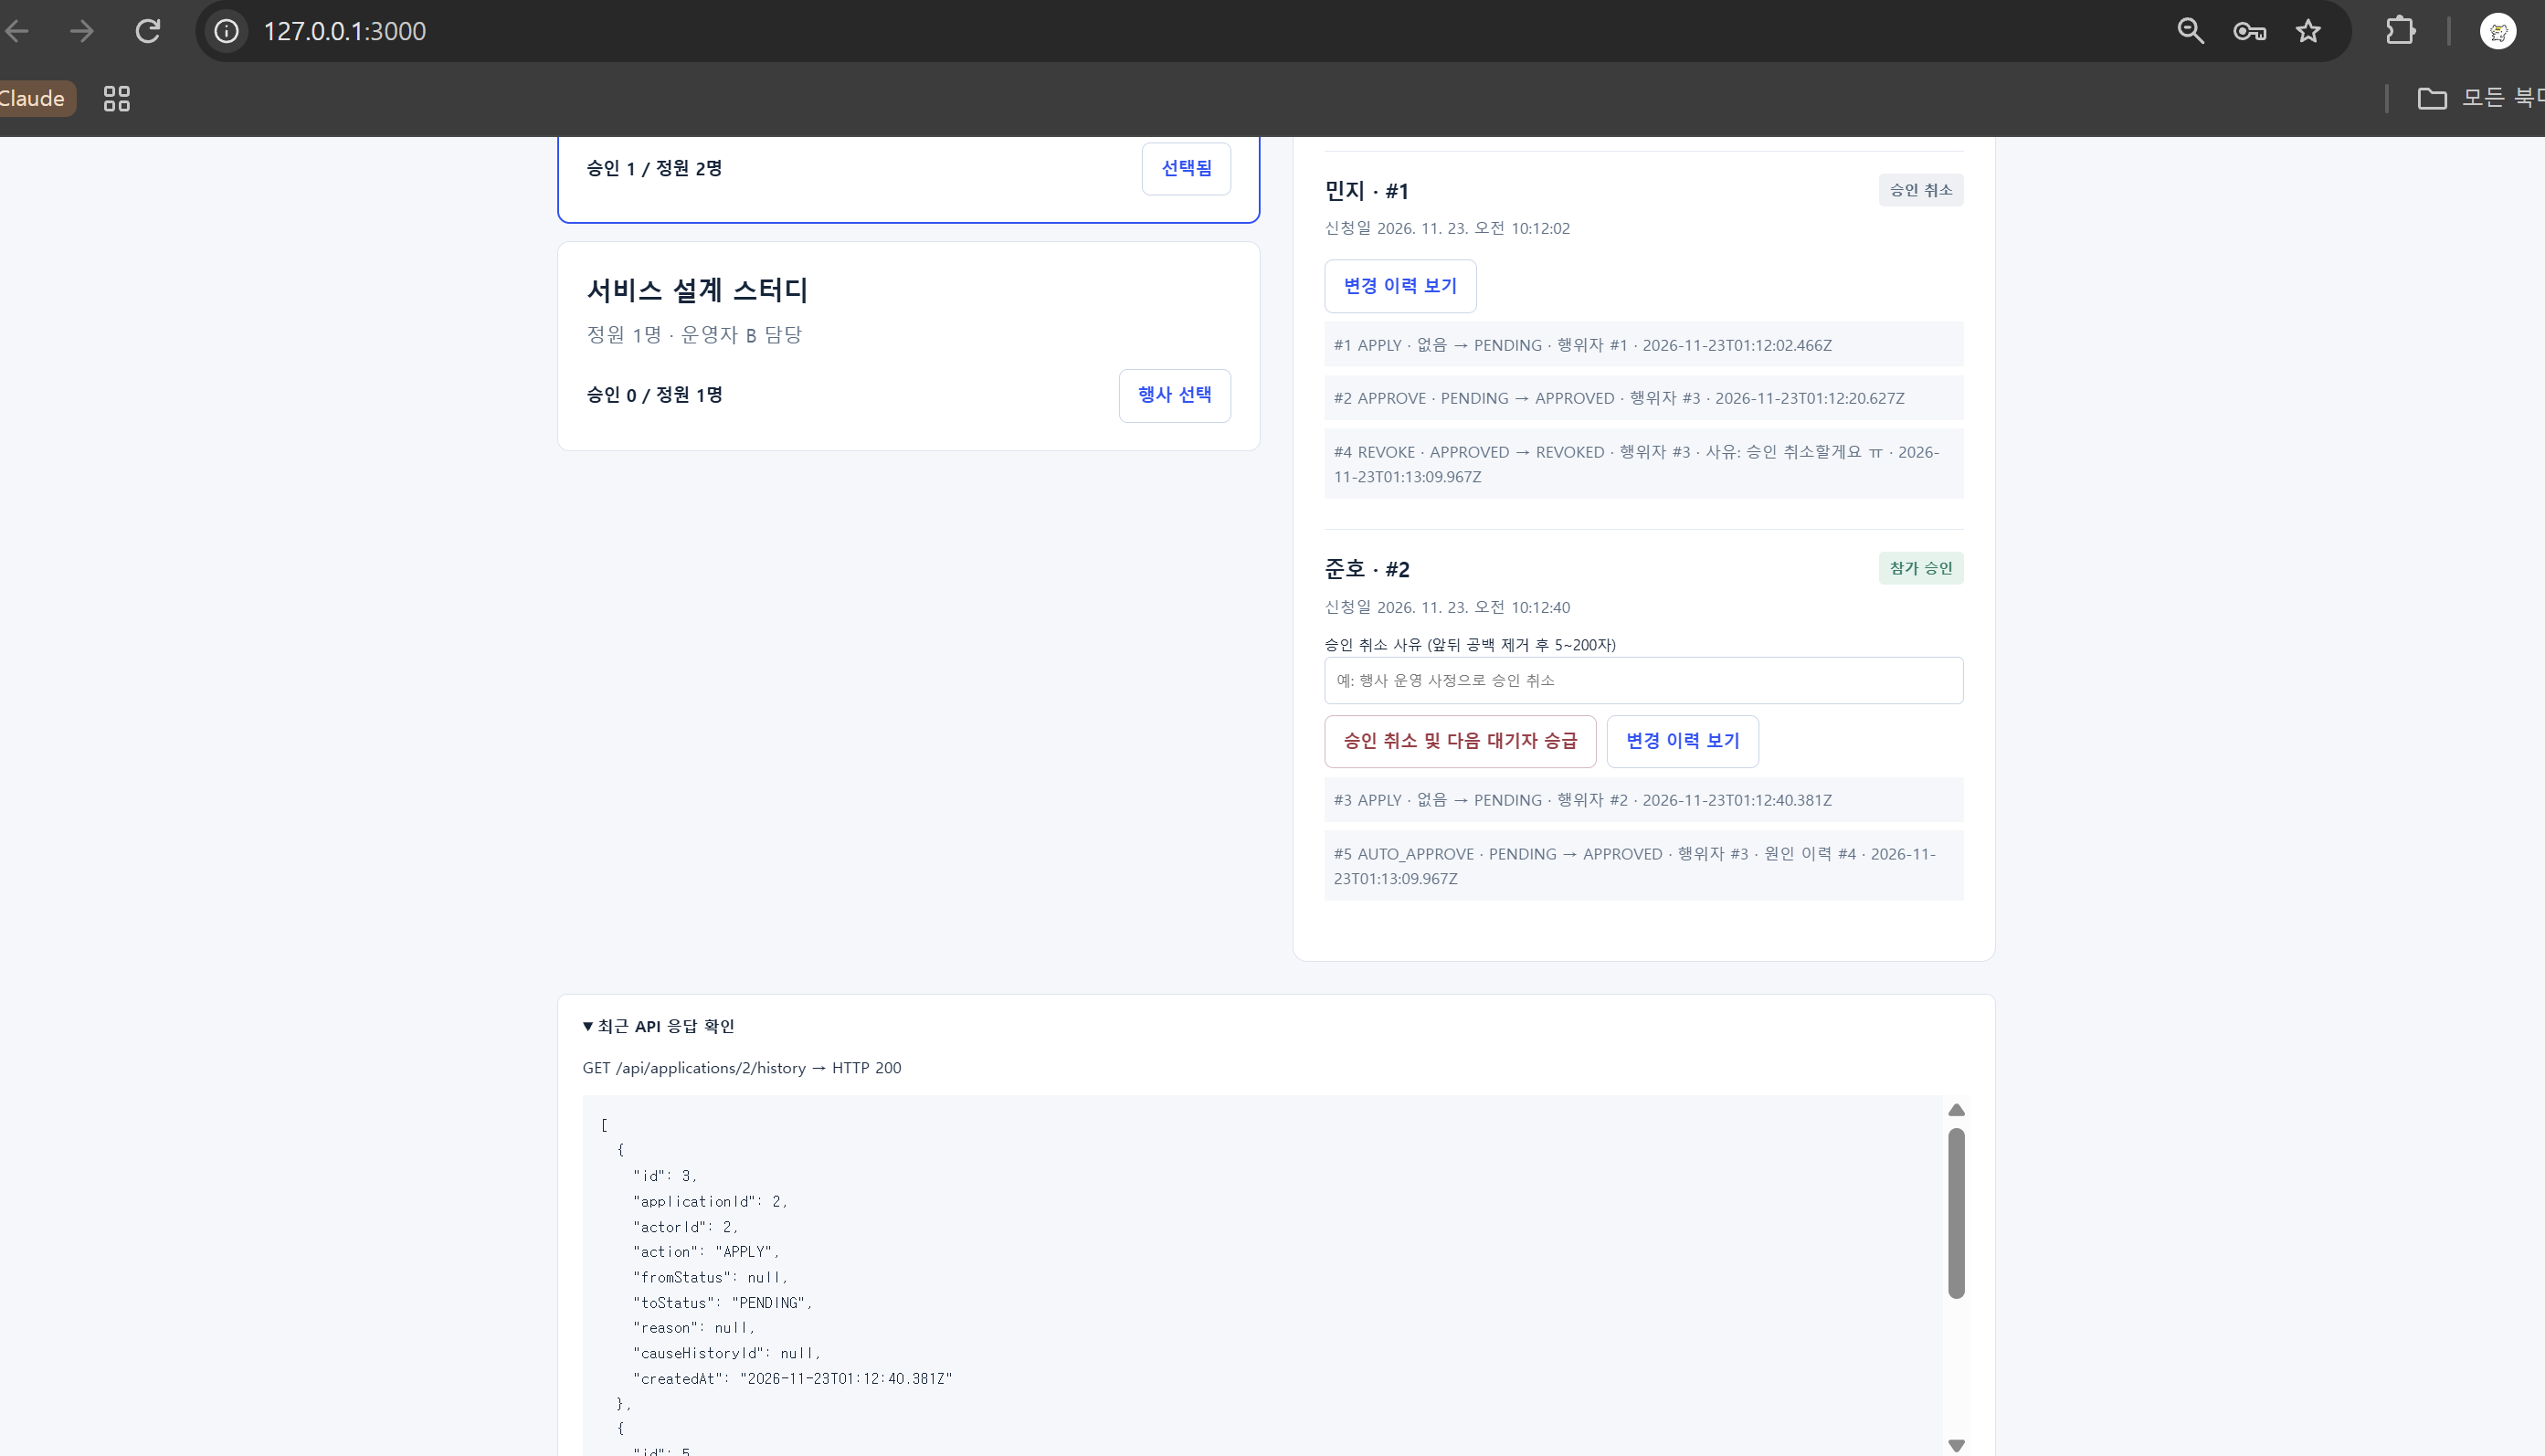 127.0.0.1:3000
Claude
모든 북마
승인 1 / 정원 2명
선택됨
서비스 설계 스터디
정원 1명 · 운영자 B 담당
승인 0 / 정원 1명
행사 선택
민지 · #1
승인 취소
신청일 2026. 11. 23. 오전 10:12:02
변경 이력 보기
#1 APPLY · 없음 → PENDING · 행위자 #1 · 2026-11-23T01:12:02.466Z
#2 APPROVE · PENDING → APPROVED · 행위자 #3 · 2026-11-23T01:12:20.627Z
#4 REVOKE · APPROVED → REVOKED · 행위자 #3 · 사유: 승인 취소할게요 ㅠ · 2026-
11-23T01:13:09.967Z
준호 · #2
참가 승인
신청일 2026. 11. 23. 오전 10:12:40
승인 취소 사유 (앞뒤 공백 제거 후 5~200자)
예: 행사 운영 사정으로 승인 취소
승인 취소 및 다음 대기자 승급
변경 이력 보기
#3 APPLY · 없음 → PENDING · 행위자 #2 · 2026-11-23T01:12:40.381Z
#5 AUTO_APPROVE · PENDING → APPROVED · 행위자 #3 · 원인 이력 #4 · 2026-11-
23T01:13:09.967Z
▼ 최근 API 응답 확인
GET /api/applications/2/history → HTTP 200
[
{
"id": 3,
"applicationId": 2,
"actorId": 2,
"action": "APPLY",
"fromStatus": null,
"toStatus": "PENDING",
"reason": null,
"causeHistoryId": null,
"createdAt": "2026-11-23T01:12:40.381Z"
},
{
"id": 5